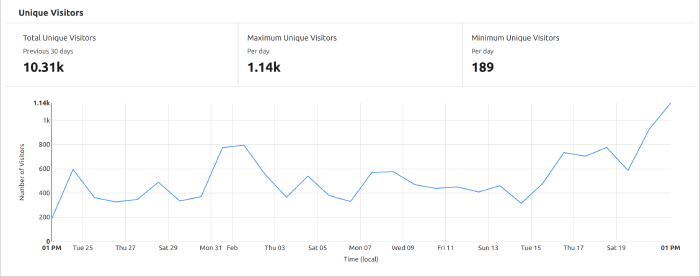 Unique Visitors
Total Unique Visitors
Previous 30 days
10.31k
Maximum Unique Visitors
Per day
1.14k
Minimum Unique Visitors
Per day
189
1.14k
1k
800
600
400
200
0
Number of Visitors
01 PM Tue 25 Thu 27 Sat 29 Mon 31 Feb Thu 03 Sat 05 Mon 07 Wed 09 Fri 11 Sun 13 Tue 15 Thu 17 Sat 19 01 PM
Time (local)